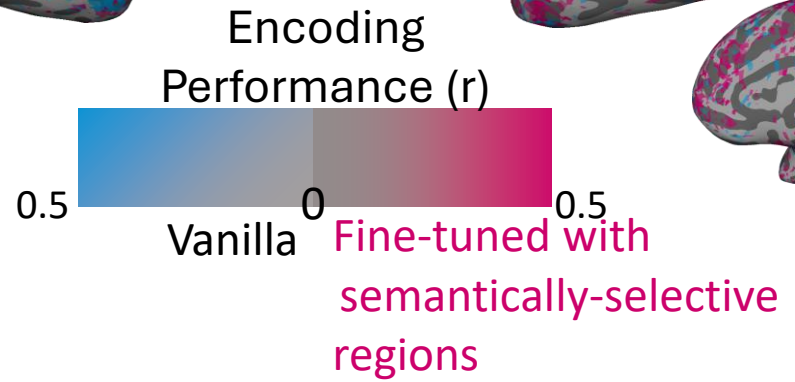 Encoding
Performance (r)
0.5 0 0.5
Vanilla Fine-tuned with
semantically-selective
regions